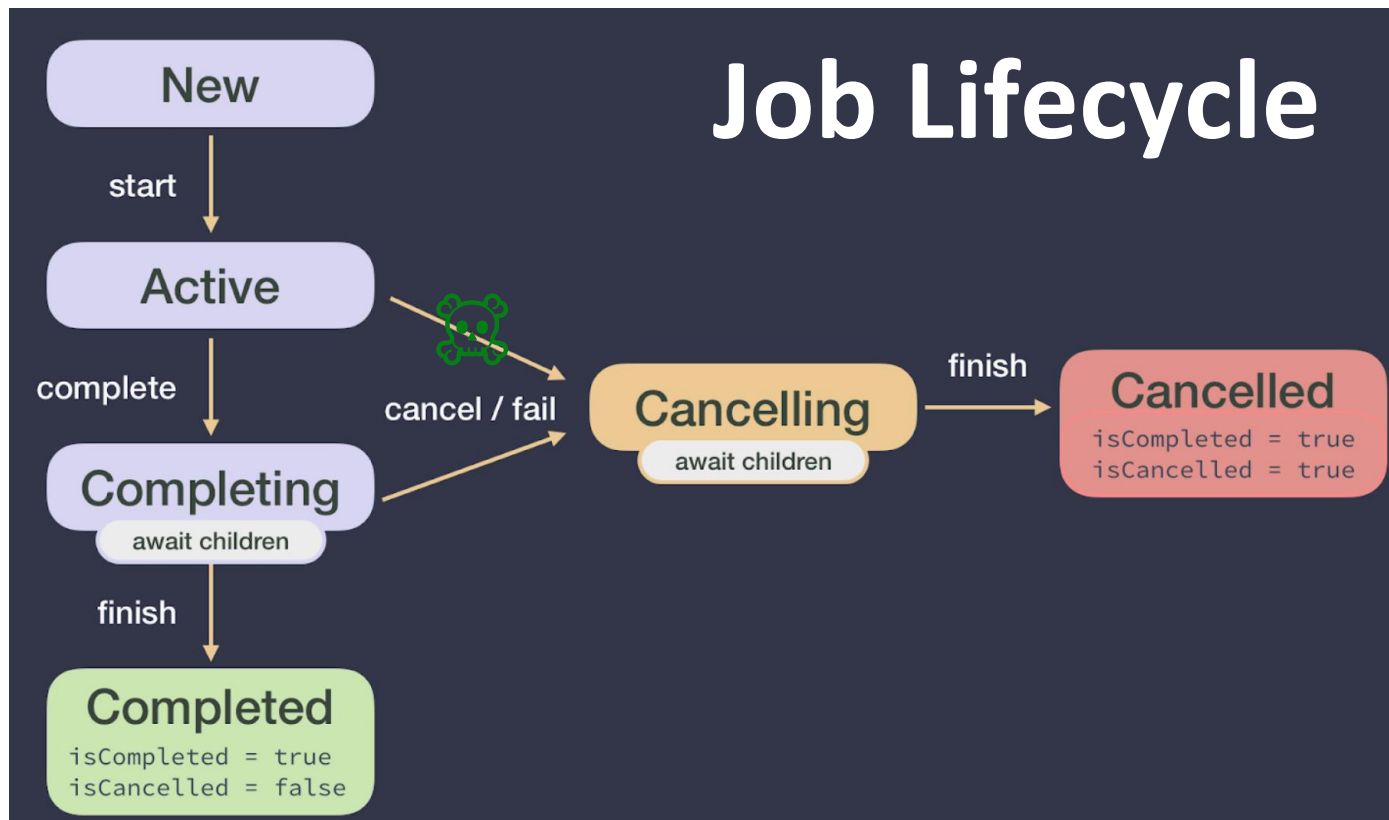 Job Lifecycle
New
start
Active
complete
cancel / fail
Completing
await children
finish
Completed
isCompleted = true
isCancelled = false
Cancelling
await children
finish
Cancelled
isCompleted = true
isCancelled = true